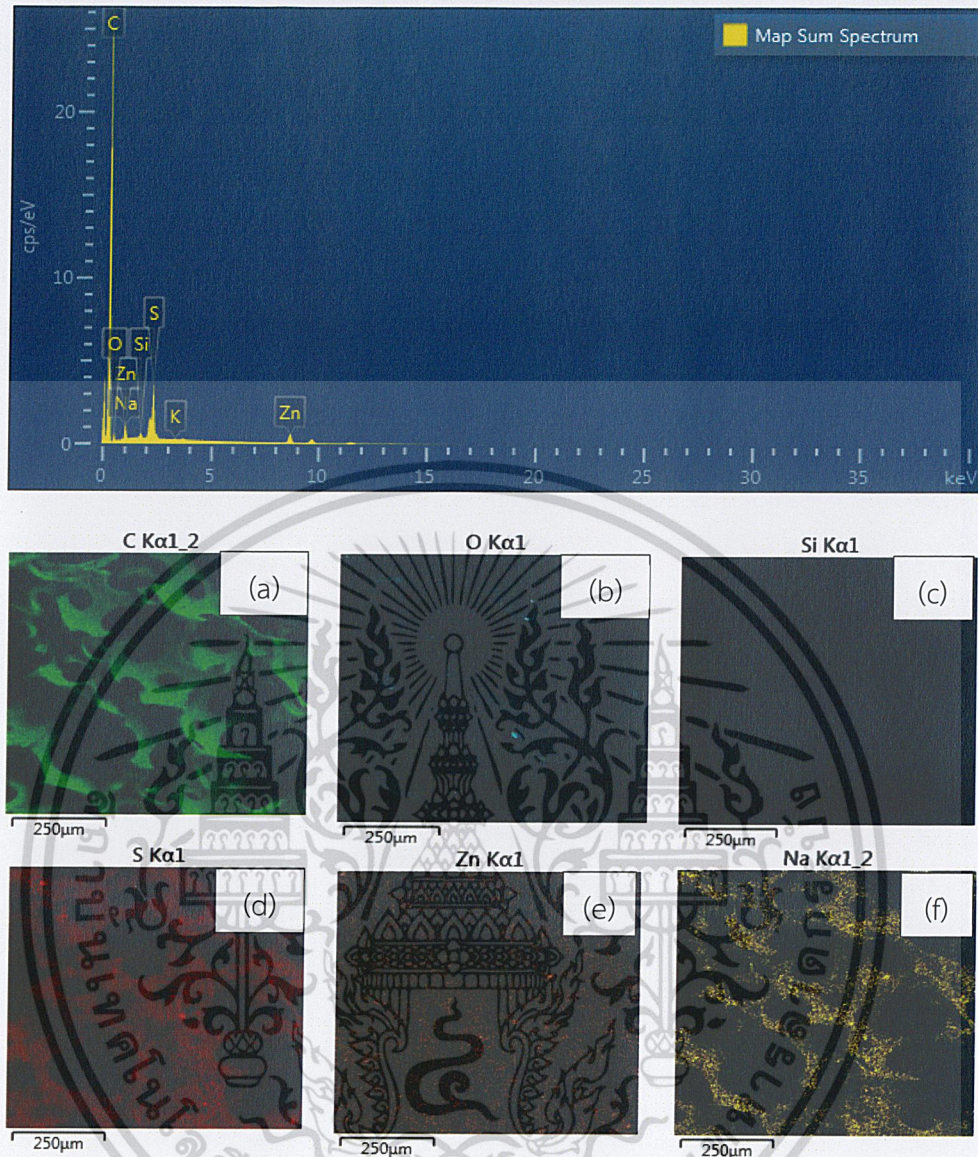 Map Sum Spectrum
C
20
cps/eV
10
S
O
Si
Zn
Na
K
Zn
0
0
5
10
15
20
25
30
35
keV
C Kα1_2
O Kα1
Si Kα1
(a)
(b)
(c)
250µm
250µm
250µm
S Kα1
Zn Kα1
Na Kα1_2
(d)
(e)
(f)
250µm
250µm
250µm